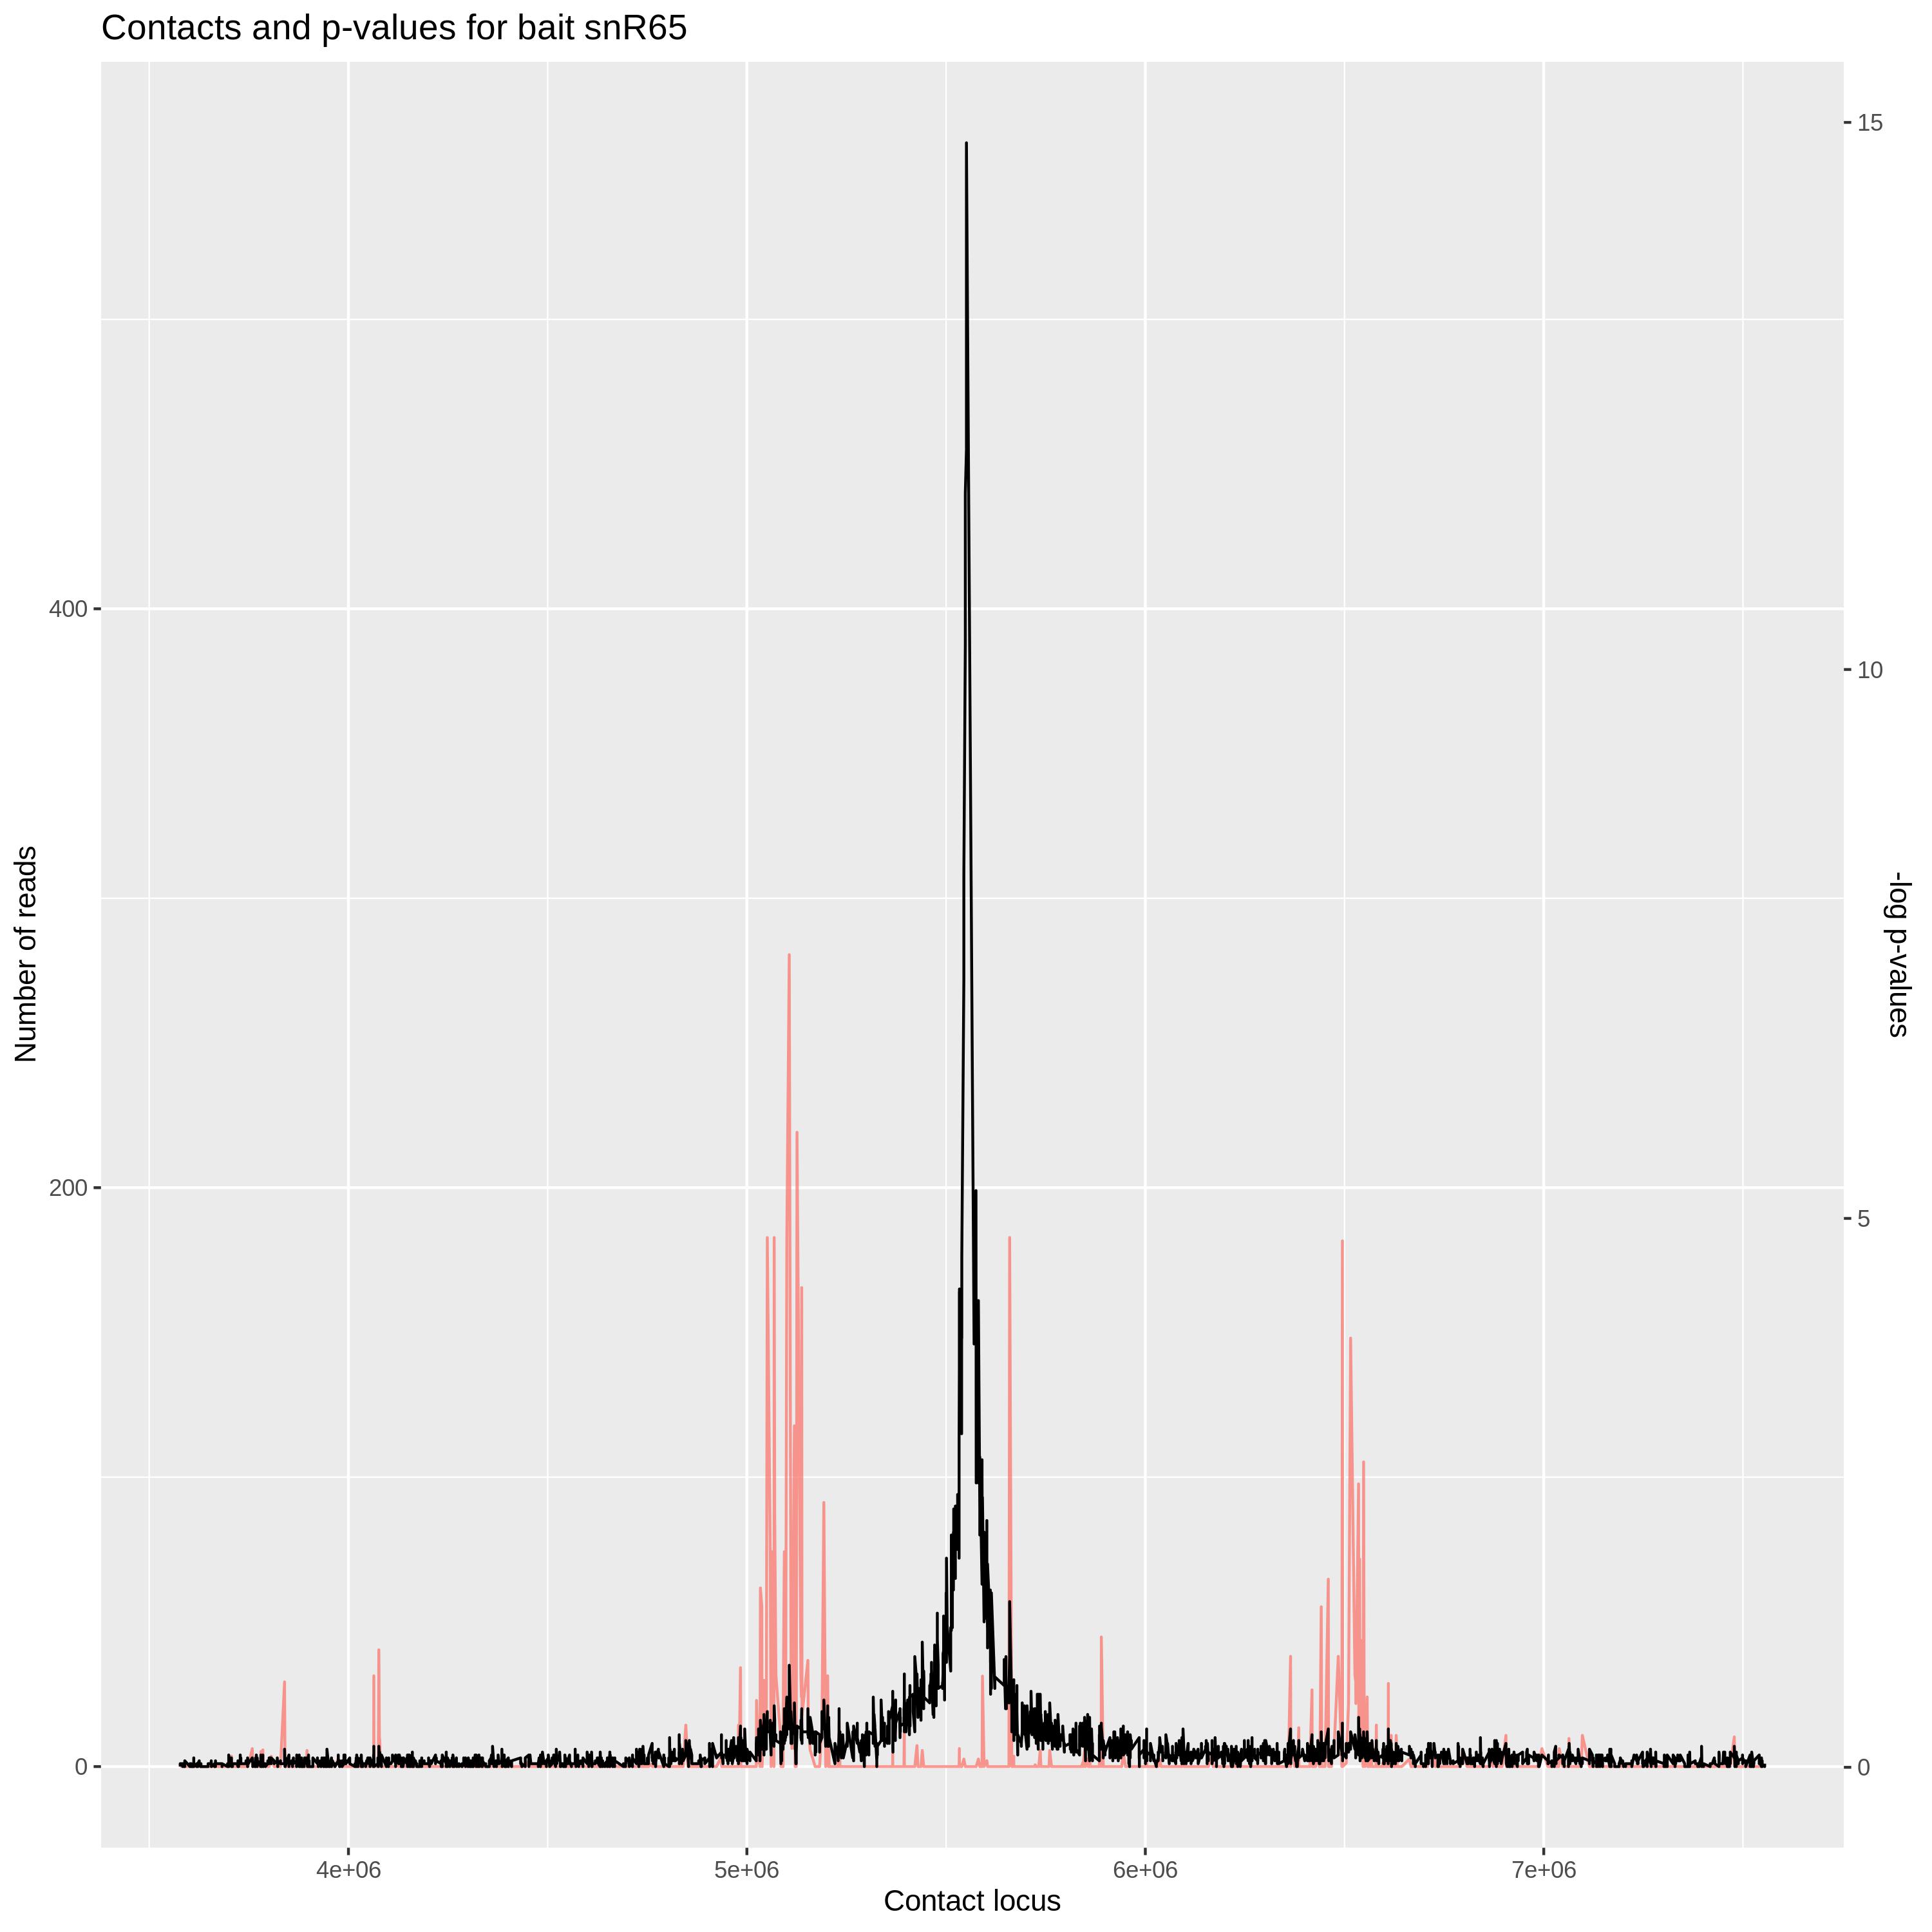 Contacts and p-values for bait snR65
Number of reads
400
200
0
15
10
5
0
-log p-values
4e+06
5e+06
6e+06
7e+06
Contact locus